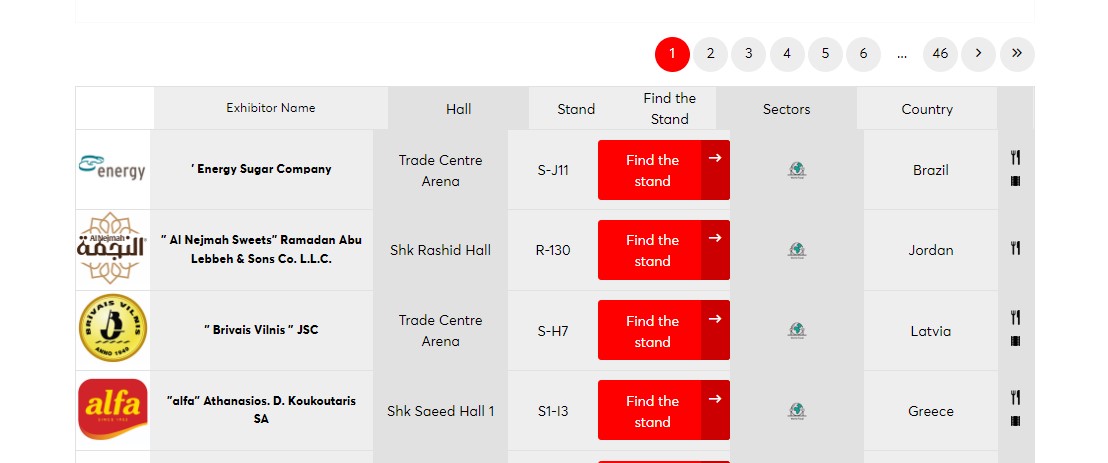 1 2 3 4 5 6 ... 46 > »
Exhibitor Name Hall Stand Find the Stand Sectors Country
energy
' Energy Sugar Company
Trade Centre
Arena
S-J11
Find the
stand
→
Brazil
Al Nejmah
النجمة
" Al Nejmah Sweets" Ramadan Abu
Lebbeh & Sons Co. L.L.C.
Shk Rashid Hall
R-130
Find the
stand
→
Jordan
BRIVAIS VILNIS
ANNO 1849
" Brivais Vilnis " JSC
Trade Centre
Arena
S-H7
Find the
stand
→
Latvia
alfa
"alfa" Athanasios. D. Koukoutaris
SA
Shk Saeed Hall 1
S1-I3
Find the
stand
→
Greece